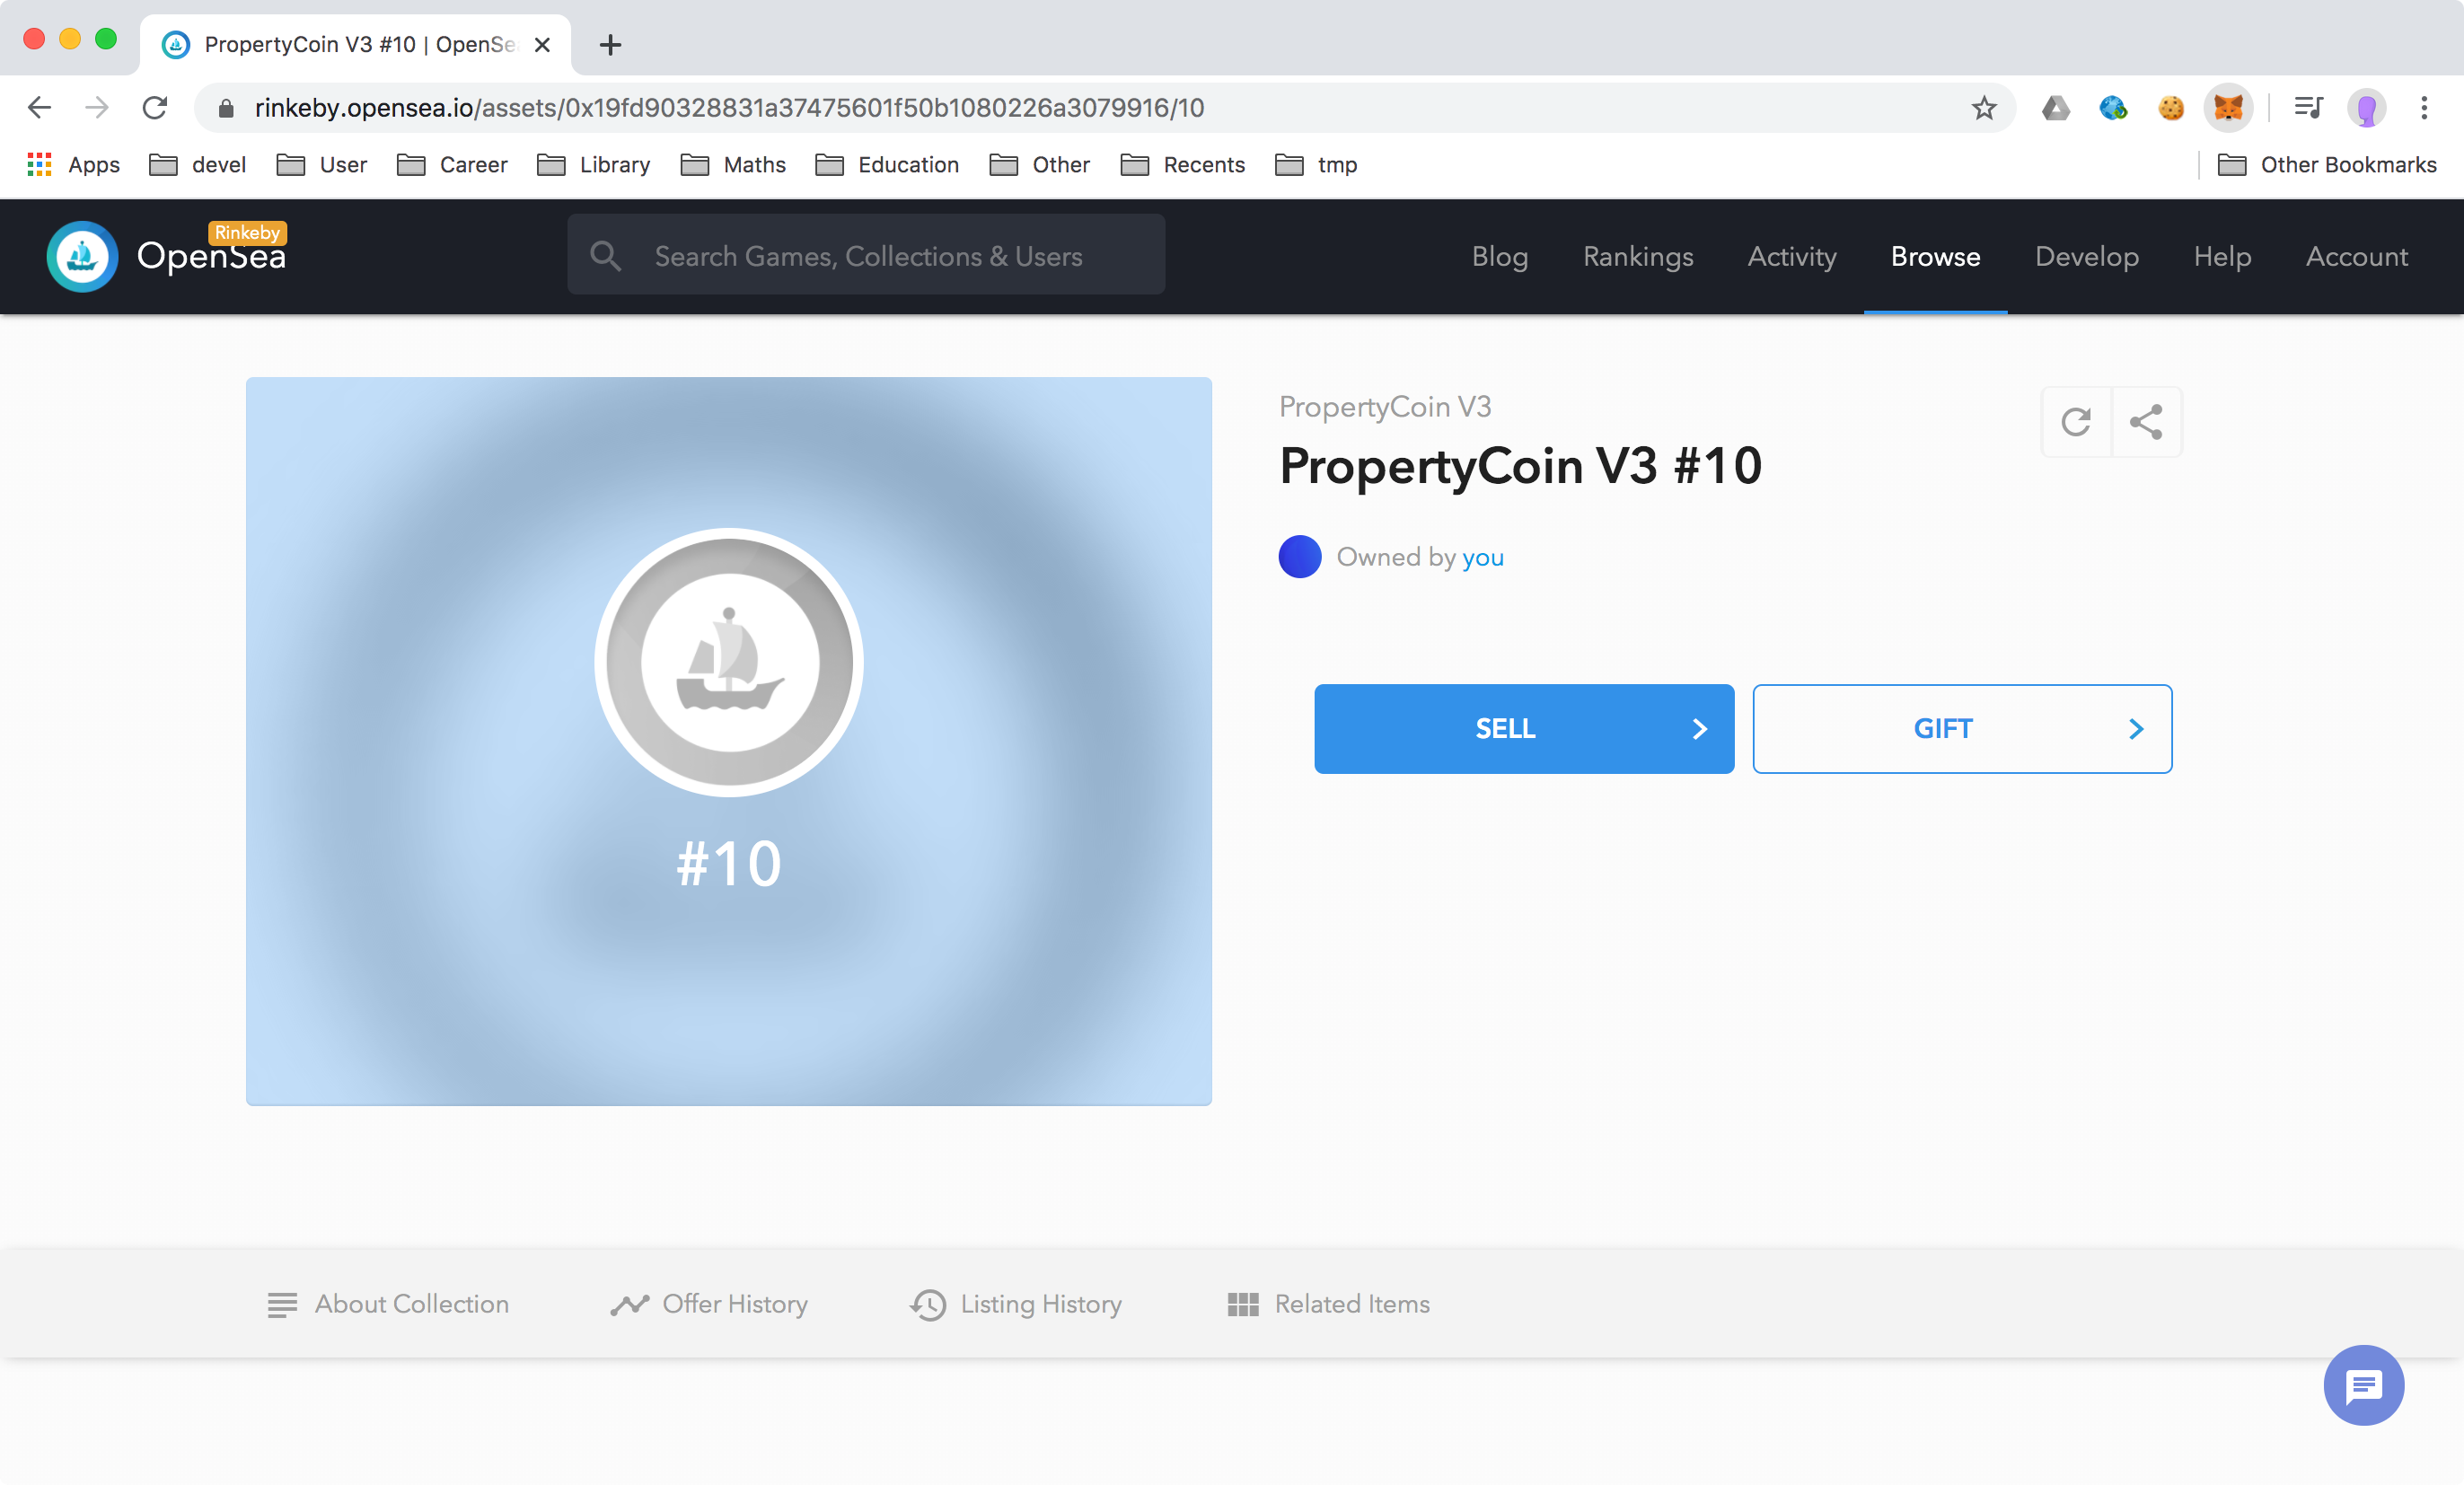 PropertyCoin V3 #10 | OpenSe
rinkeby.opensea.io/assets/0x19fd90328831a37475601f50b1080226a3079916/10
Apps devel User Career Library Maths Education Other Recents tmp Other Bookmarks
Rinkeby
OpenSea
Search Games, Collections & Users
Blog Rankings Activity Browse Develop Help Account
PropertyCoin V3
PropertyCoin V3 #10
Owned by you
SELL GIFT
#10
About Collection Offer History Listing History Related Items